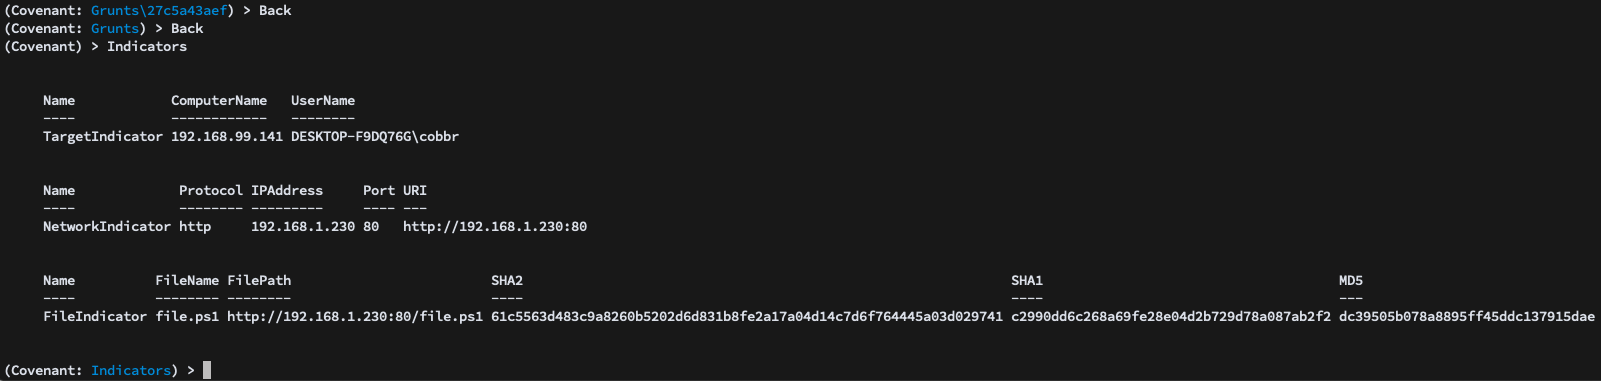 (Covenant: Grunts\27c5a43aef) > Back
(Covenant: Grunts) > Back
(Covenant) > Indicators
Name ComputerName UserName
---- ------------ --------
TargetIndicator 192.168.99.141 DESKTOP-F9DQ76G\cobbr
Name Protocol IPAddress Port URI
---- -------- --------- ---- ---
NetworkIndicator http 192.168.1.230 80 http://192.168.1.230:80
Name FileName FilePath SHA2 SHA1 MD5
---- -------- -------- ---- ---- ---
FileIndicator file.ps1 http://192.168.1.230:80/file.ps1 61c5563d483c9a8260b5202d6d831b8fe2a17a04d14c7d6f764445a03d029741 c2990dd6c268a69fe28e04d2b729d78a087ab2f2 dc39505b078a8895ff45ddc137915dae
(Covenant: Indicators) >